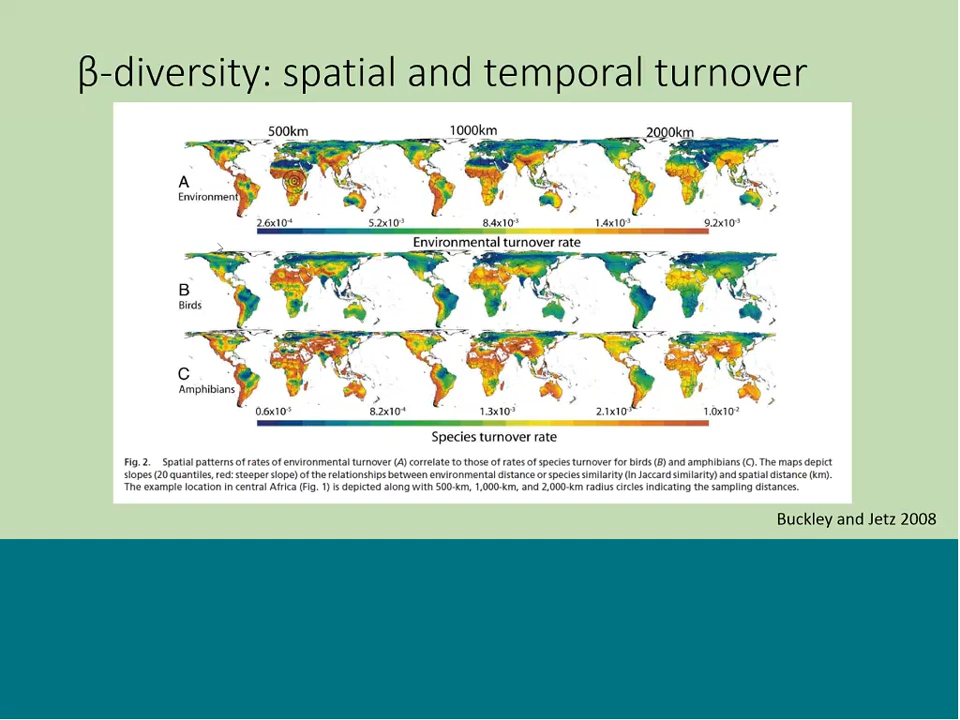 β-diversity: spatial and temporal turnover
500km 1000km 2000km
A
Environment
2.6x10⁻⁴ 5.2x10⁻³ 8.4x10⁻³ 1.4x10⁻³ 9.2x10⁻³
Environmental turnover rate
B
Birds
C
Amphibians
0.6x10⁻⁵ 8.2x10⁻⁴ 1.3x10⁻³ 2.1x10⁻³ 1.0x10⁻²
Species turnover rate
Fig. 2. Spatial patterns of rates of environmental turnover (A) correlate to those of rates of species turnover for birds (B) and amphibians (C). The maps depict
slopes (20 quantiles, red: steeper slope) of the relationships between environmental distance or species similarity (ln Jaccard similarity) and spatial distance (km).
The example location in central Africa (Fig. 1) is depicted along with 500-km, 1,000-km, and 2,000-km radius circles indicating the sampling distances.
Buckley and Jetz 2008